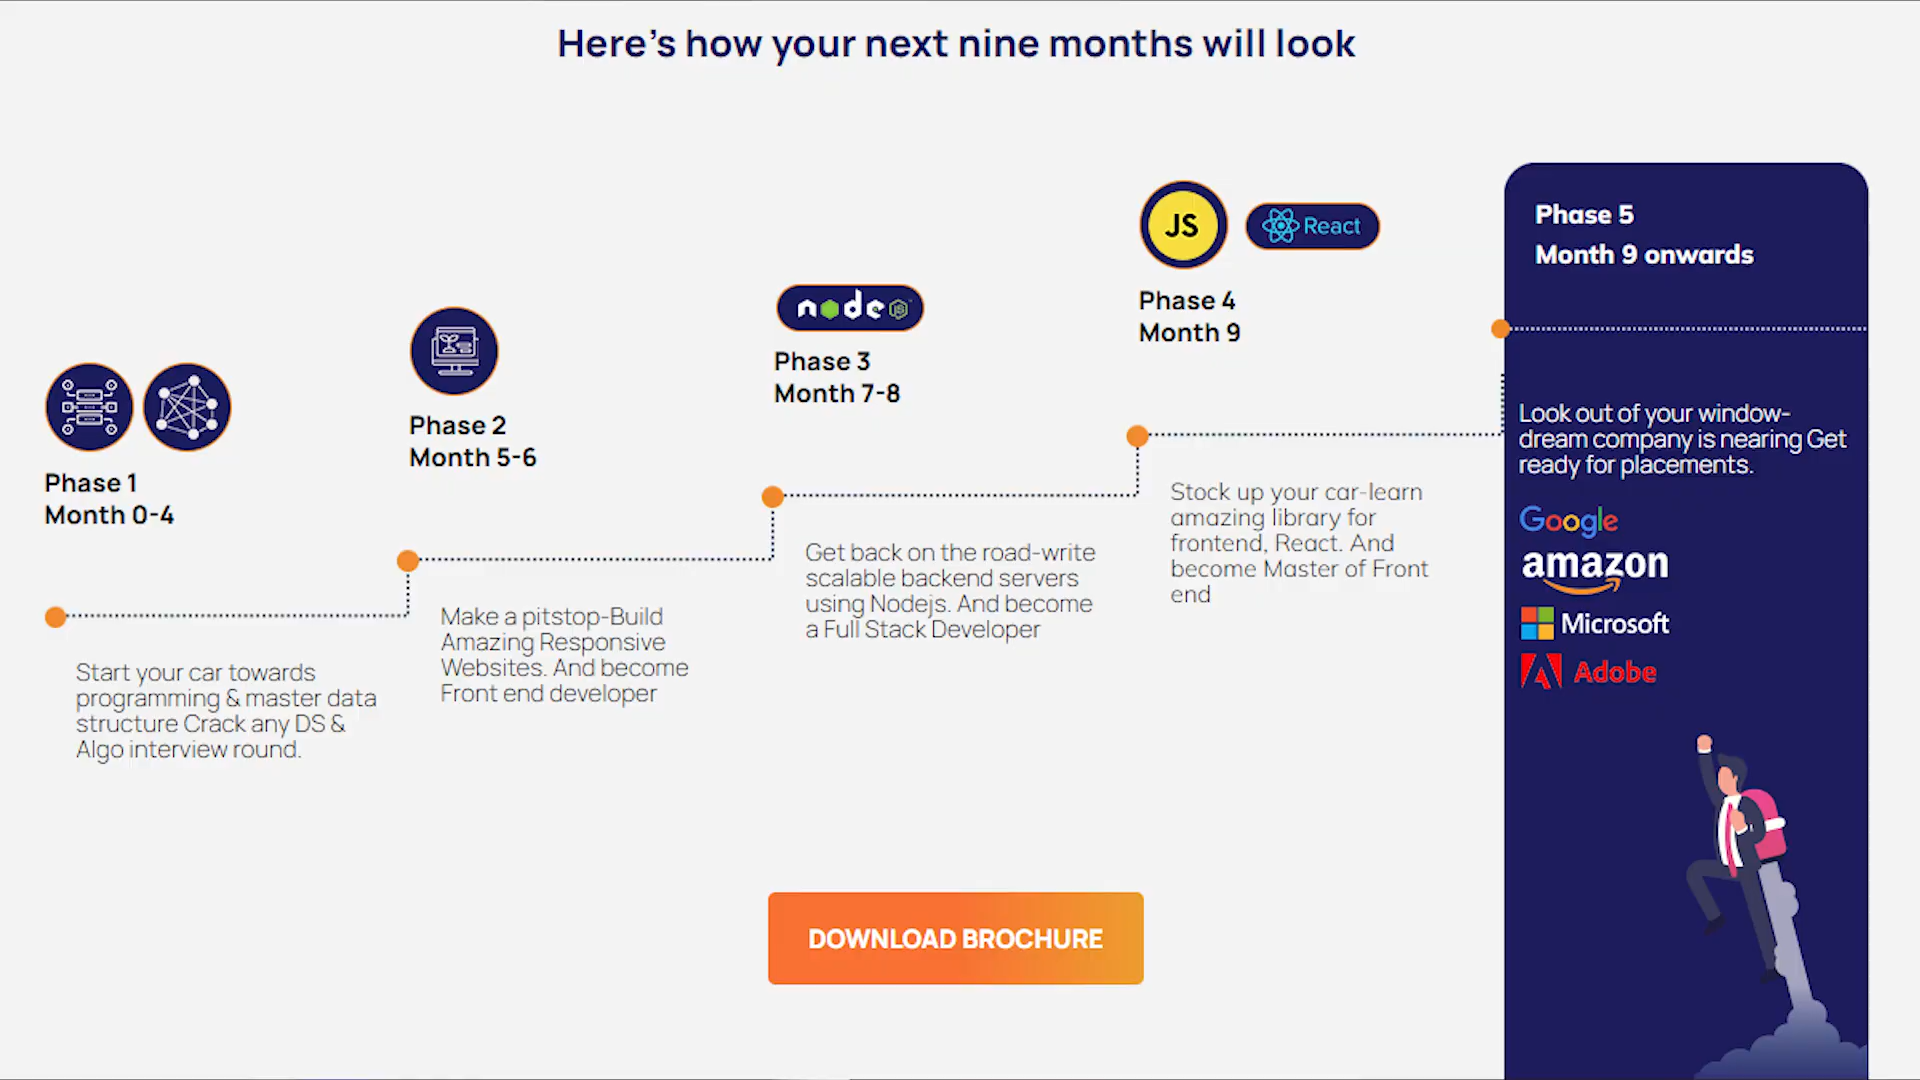 Here's how your next nine months will look
Phase 1
Month 0-4
Start your car towards
programming & master data
structure Crack any DS &
Algo interview round.
Phase 2
Month 5-6
Make a pitstop-Build
Amazing Responsive
Websites. And become
Front end developer
node JS
Phase 3
Month 7-8
Get back on the road-write
scalable backend servers
using Nodejs. And become
a Full Stack Developer
JS
React
Phase 4
Month 9
Stock up your car-learn
amazing library for
frontend, React. And
become Master of Front
end
Phase 5
Month 9 onwards
Look out of your window-
dream company is nearing Get
ready for placements.
Google
amazon
Microsoft
Adobe
DOWNLOAD BROCHURE